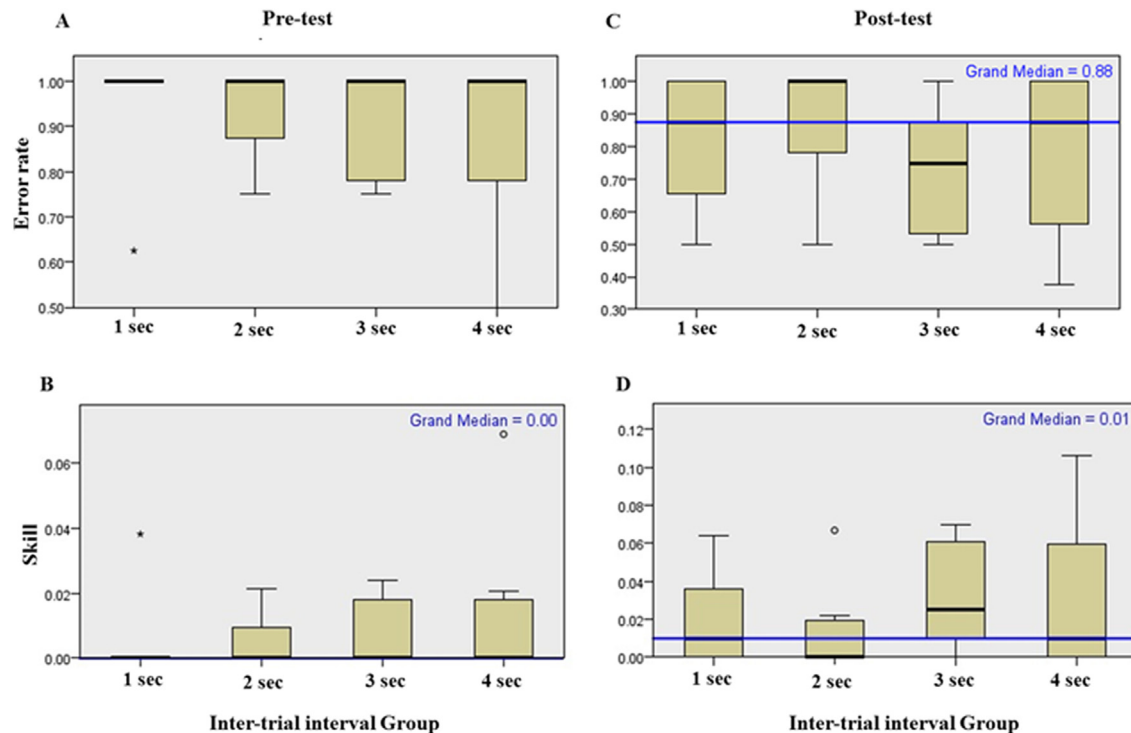 A
Pre-test
Error rate
1.00
0.90
0.80
0.70
0.60
0.50
*
1 sec
2 sec
3 sec
4 sec
C
Post-test
Grand Median = 0.88
1.00
0.90
0.80
0.70
0.60
0.50
0.40
0.30
1 sec
2 sec
3 sec
4 sec
B
Grand Median = 0.00
Skill
0.06
0.04
0.02
0.00
*
1 sec
2 sec
3 sec
4 sec
Inter-trial interval Group
D
Grand Median = 0.01
0.12
0.10
0.08
0.06
0.04
0.02
0.00
1 sec
2 sec
3 sec
4 sec
Inter-trial interval Group